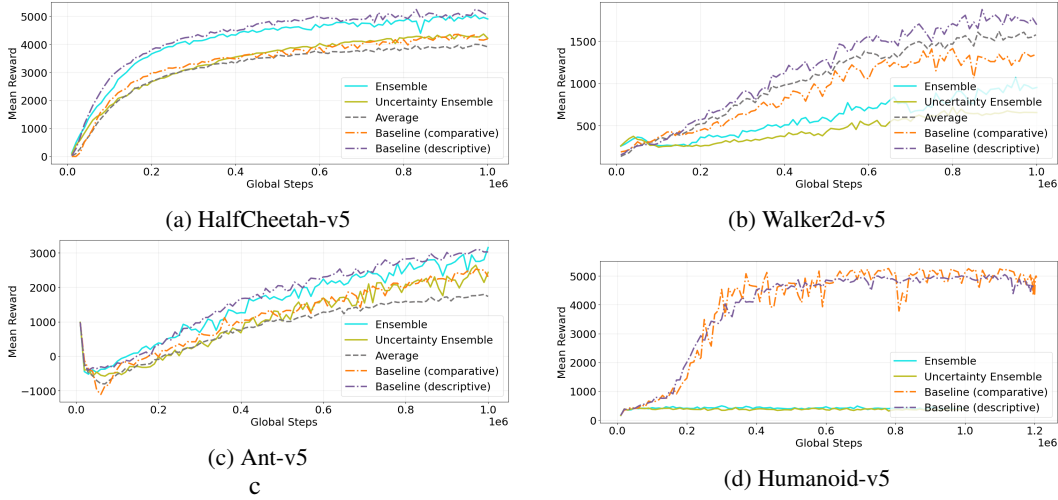 5000
4000
3000
2000
1000
0
Mean Reward
0.0
0.2
0.4
0.6
0.8
1.0
1e6
Global Steps
Ensemble
Uncertainty Ensemble
Average
Baseline (comparative)
Baseline (descriptive)
(a) HalfCheetah-v5
1500
1000
500
Mean Reward
0.0
0.2
0.4
0.6
0.8
1.0
1e6
Global Steps
Ensemble
Uncertainty Ensemble
Average
Baseline (comparative)
Baseline (descriptive)
(b) Walker2d-v5
3000
2000
1000
0
−1000
Mean Reward
0.0
0.2
0.4
0.6
0.8
1.0
1e6
Global Steps
Ensemble
Uncertainty Ensemble
Average
Baseline (comparative)
Baseline (descriptive)
(c) Ant-v5
c
5000
4000
3000
2000
1000
0
Mean Reward
0.0
0.2
0.4
0.6
0.8
1.0
1.2
1e6
Global Steps
Ensemble
Uncertainty Ensemble
Baseline (comparative)
Baseline (descriptive)
(d) Humanoid-v5